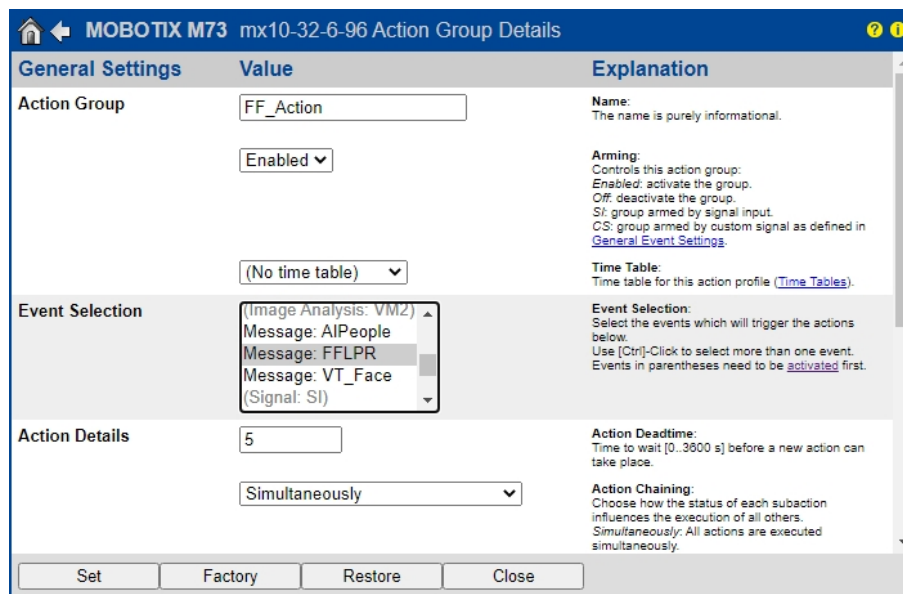 MOBOTIX M73 mx10-32-6-96 Action Group Details ? i
General Settings Value Explanation
Action Group
FF_Action
Name:
The name is purely informational.
Enabled
Arming:
Controls this action group:
Enabled: activate the group.
Off: deactivate the group.
SI: group armed by signal input.
CS: group armed by custom signal as defined in
General Event Settings.
(No time table)
Time Table:
Time table for this action profile (Time Tables).
Event Selection
(Image Analysis: VM2)
Message: AIPeople
Message: FFLPR
Message: VT_Face
(Signal: SI)
Event Selection:
Select the events which will trigger the actions
below.
Use [Ctrl]-Click to select more than one event.
Events in parentheses need to be activated first.
Action Details
5
Action Deadtime:
Time to wait [0..3600 s] before a new action can
take place.
Simultaneously
Action Chaining:
Choose how the status of each subaction
influences the execution of all others.
Simultaneously: All actions are executed
simultaneously.
Set Factory Restore Close